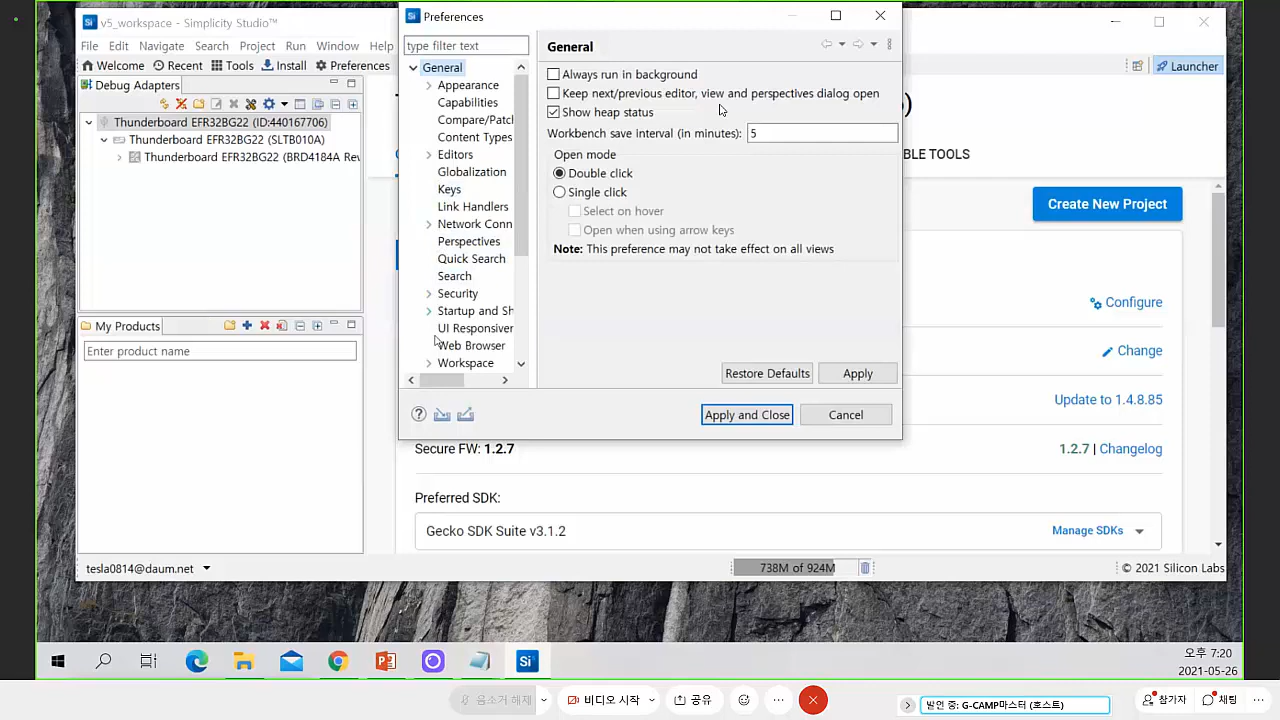 v5_workspace - Simplicity Studio™
File Edit Navigate Search Project Run Window Help
Welcome Recent Tools Install Preferences
Launcher
Debug Adapters
Thunderboard EFR32BG22 (ID:440167706)
Thunderboard EFR32BG22 (SLTB010A)
Thunderboard EFR32BG22 (BRD4184A Rev
My Products
Enter product name
tesla0814@daum.net
Preferences
type filter text
General
Appearance
Capabilities
Compare/Patch
Content Types
Editors
Globalization
Keys
Link Handlers
Network Conn
Perspectives
Quick Search
Search
Security
Startup and Sh
UI Responsiven
Web Browser
Workspace
General
Always run in background
Keep next/previous editor, view and perspectives dialog open
Show heap status
Workbench save interval (in minutes): 5
Open mode
Double click
Single click
Select on hover
Open when using arrow keys
Note: This preference may not take effect on all views
Restore Defaults Apply
Apply and Close Cancel
)
BLE TOOLS
Create New Project
Configure
Change
Update to 1.4.8.85
Secure FW: 1.2.7
1.2.7 | Changelog
Preferred SDK:
Gecko SDK Suite v3.1.2
Manage SDKs
738M of 924M
© 2021 Silicon Labs
오후 7:20
2021-05-26
음소거 해제 비디오 시작 공유
발언 중: G-CAMP마스터 (호스트)
참가자 채팅